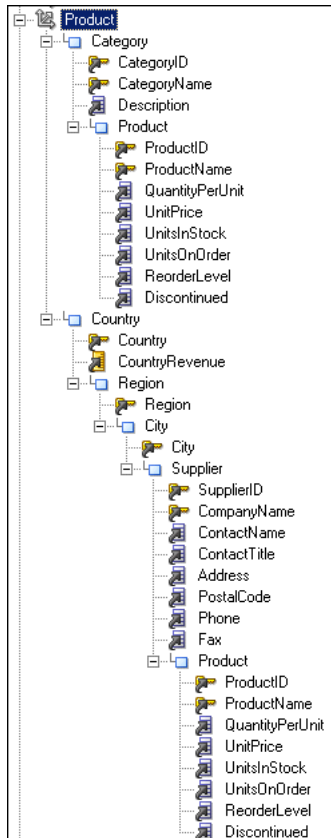 Product
Category
CategoryID
CategoryName
Description
Product
ProductID
ProductName
QuantityPerUnit
UnitPrice
UnitsInStock
UnitsOnOrder
ReorderLevel
Discontinued
Country
Country
CountryRevenue
Region
Region
City
City
Supplier
SupplierID
CompanyName
ContactName
ContactTitle
Address
PostalCode
Phone
Fax
Product
ProductID
ProductName
QuantityPerUnit
UnitPrice
UnitsInStock
UnitsOnOrder
ReorderLevel
Discontinued